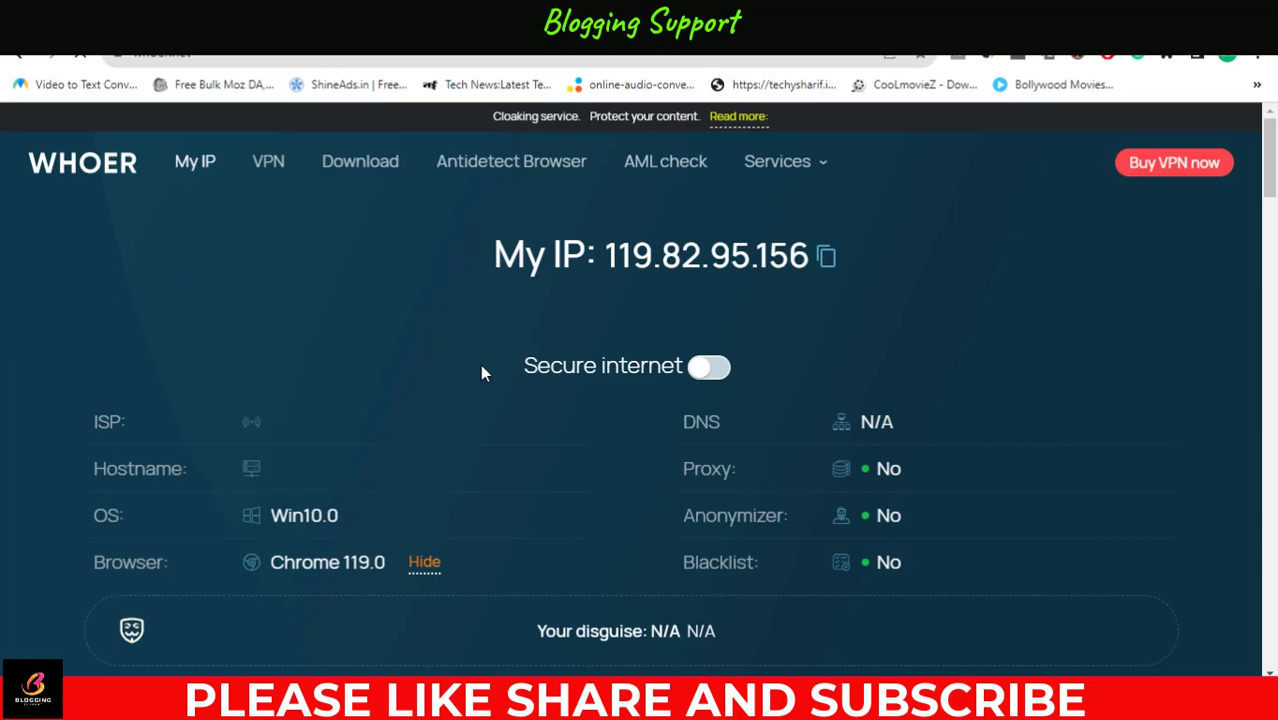 Blogging Support
Video to Text Conv... Free Bulk Moz DA,... ShineAds.in | Free... Tech News:Latest Te... online-audio-conve... https://techysharif.i... CooLmovieZ - Dow... Bollywood Movies... »
Cloaking service. Protect your content. Read more:
WHOER My IP VPN Download Antidetect Browser AML check Services Buy VPN now
My IP: 119.82.95.156
Secure internet
ISP: DNS N/A
Hostname: Proxy: No
OS: Win10.0 Anonymizer: No
Browser: Chrome 119.0 Hide Blacklist: No
Your disguise: N/A N/A
PLEASE LIKE SHARE AND SUBSCRIBE